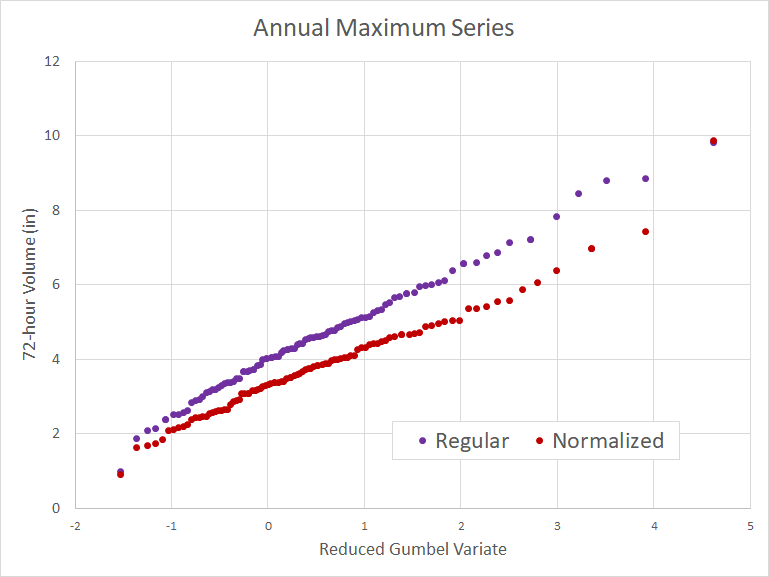 Annual Maximum Series
12
10
8
6
4
2
0
72-hour Volume (in)
Regular Normalized
-2 -1 0 1 2 3 4 5
Reduced Gumbel Variate